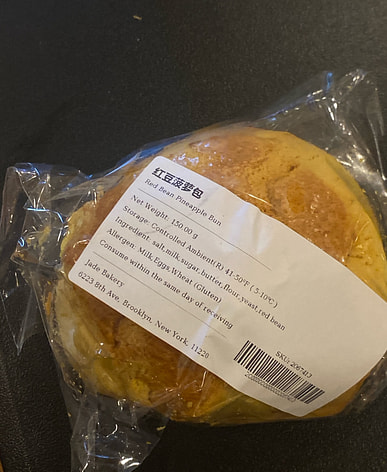 红豆菠萝包
Red Bean Pineapple Bun
Net Weight: 150.00 g
Storage: Controlled Ambient(R) 41-50°F ( 5-10°C )
Ingredient: salt,milk,sugar,butter,flour,yeast,red bean
Allergen: Milk,Eggs,Wheat (Gluten)
Consume within the same day of receiving
Jade Bakery
6223 8th Ave, Brooklyn, New York, 11220
SKU: 2067417